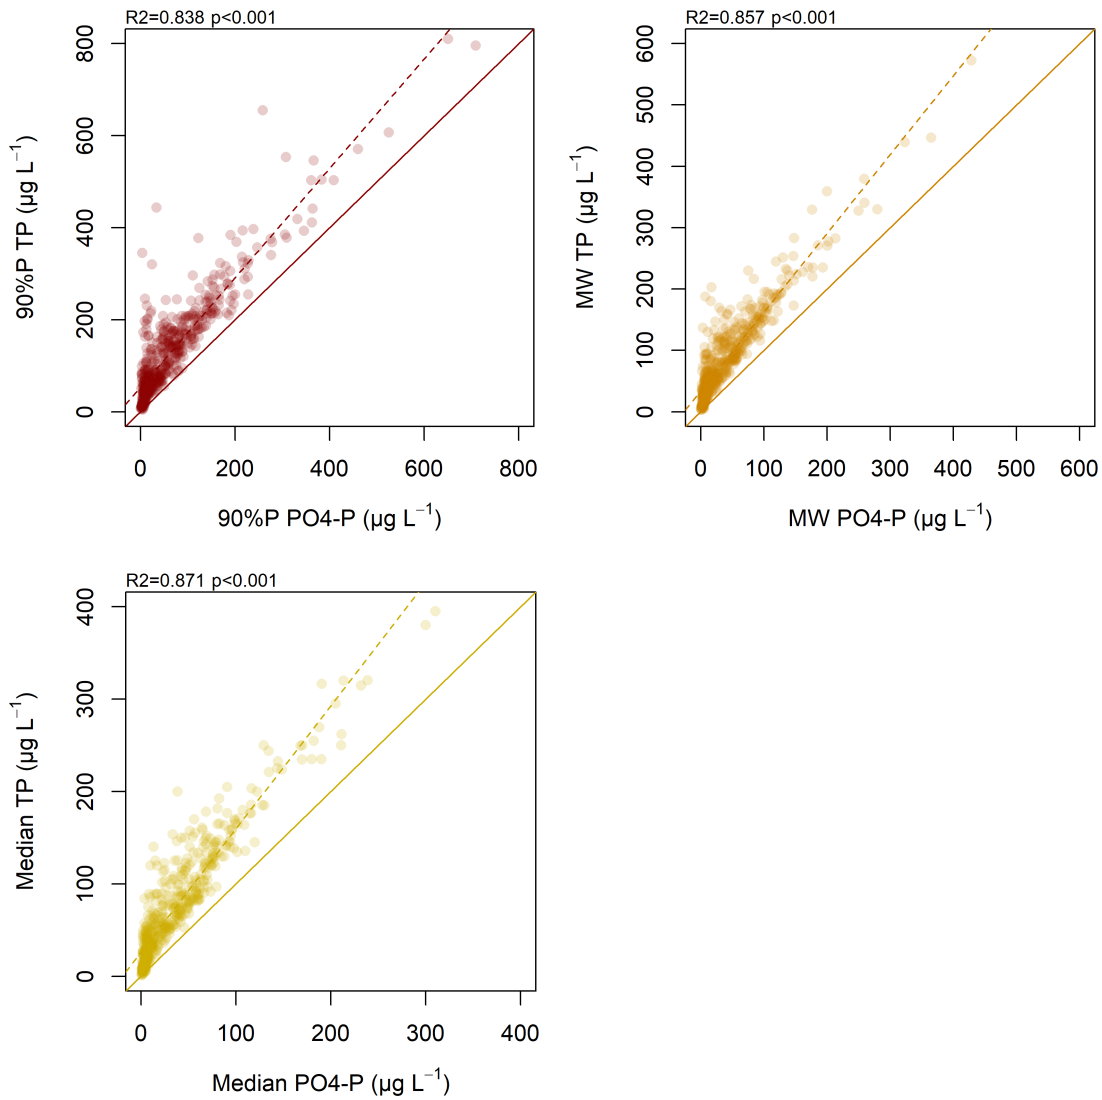 R2=0.838 p<0.001
800
600
400
200
0
90%P TP (µg L⁻¹)
0 200 400 600 800
90%P PO4-P (µg L⁻¹)
R2=0.857 p<0.001
600
500
400
300
200
100
0
MW TP (µg L⁻¹)
0 100 200 300 400 500 600
MW PO4-P (µg L⁻¹)
R2=0.871 p<0.001
400
300
200
100
0
Median TP (µg L⁻¹)
0 100 200 300 400
Median PO4-P (µg L⁻¹)